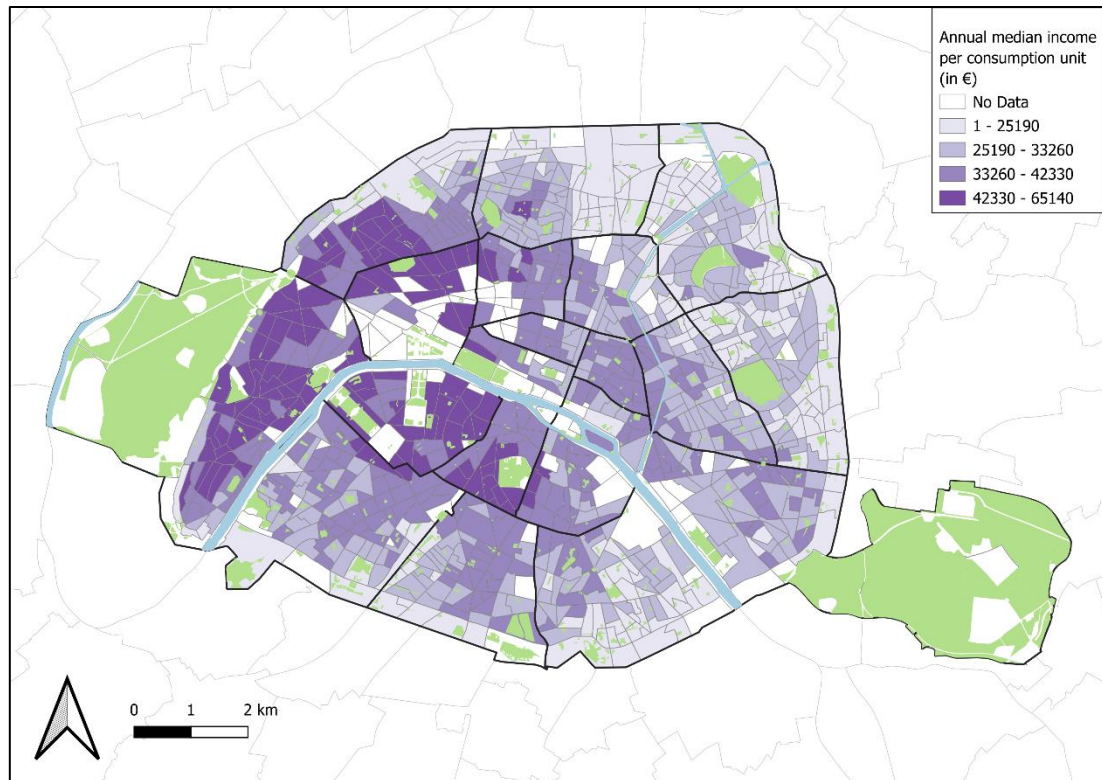 Annual median income
per consumption unit
(in €)
No Data
1 - 25190
25190 - 33260
33260 - 42330
42330 - 65140
0 1 2 km